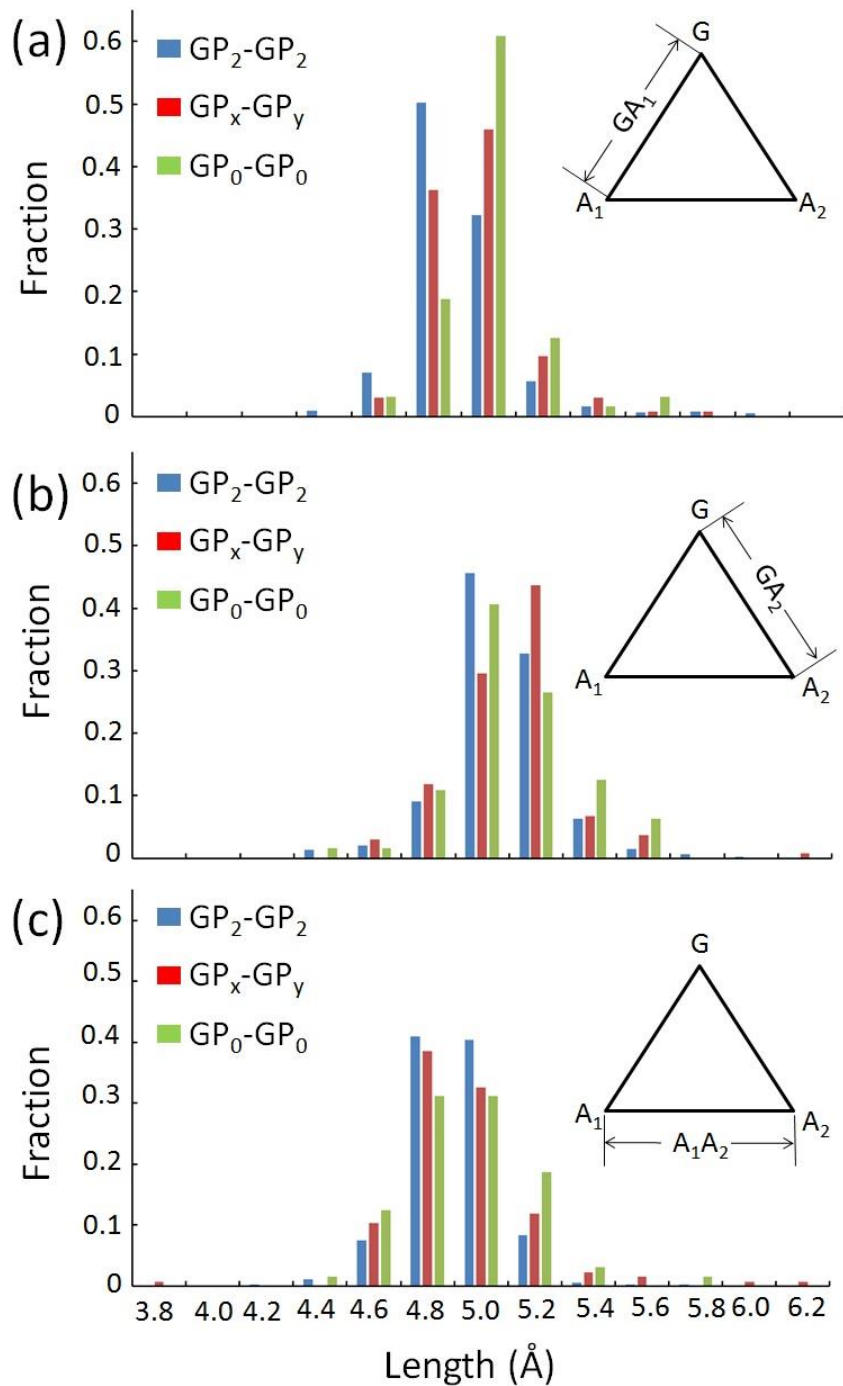 (a)
0.6
0.5
0.4
0.3
0.2
0.1
0
Fraction
GP₂-GP₂
GPₓ-GPᵧ
GP₀-GP₀
G
GA₁
A₁
A₂
(b)
0.6
0.5
0.4
0.3
0.2
0.1
0
Fraction
GP₂-GP₂
GPₓ-GPᵧ
GP₀-GP₀
G
GA₂
A₁
A₂
(c)
0.6
0.5
0.4
0.3
0.2
0.1
0
Fraction
GP₂-GP₂
GPₓ-GPᵧ
GP₀-GP₀
G
A₁
A₂
A₁A₂
3.8 4.0 4.2 4.4 4.6 4.8 5.0 5.2 5.4 5.6 5.8 6.0 6.2
Length (Å)